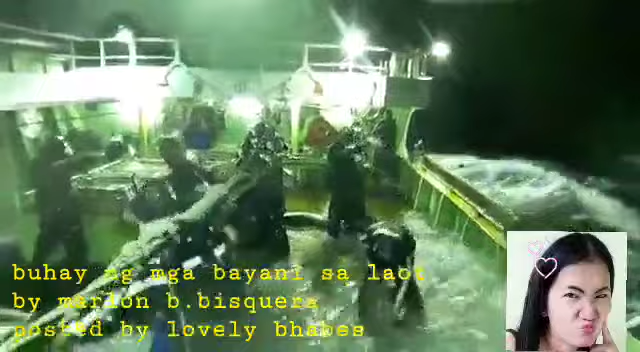 buhay ng mga bayani sa laot
by marlon b.bisquera
posted by lovely bhabes